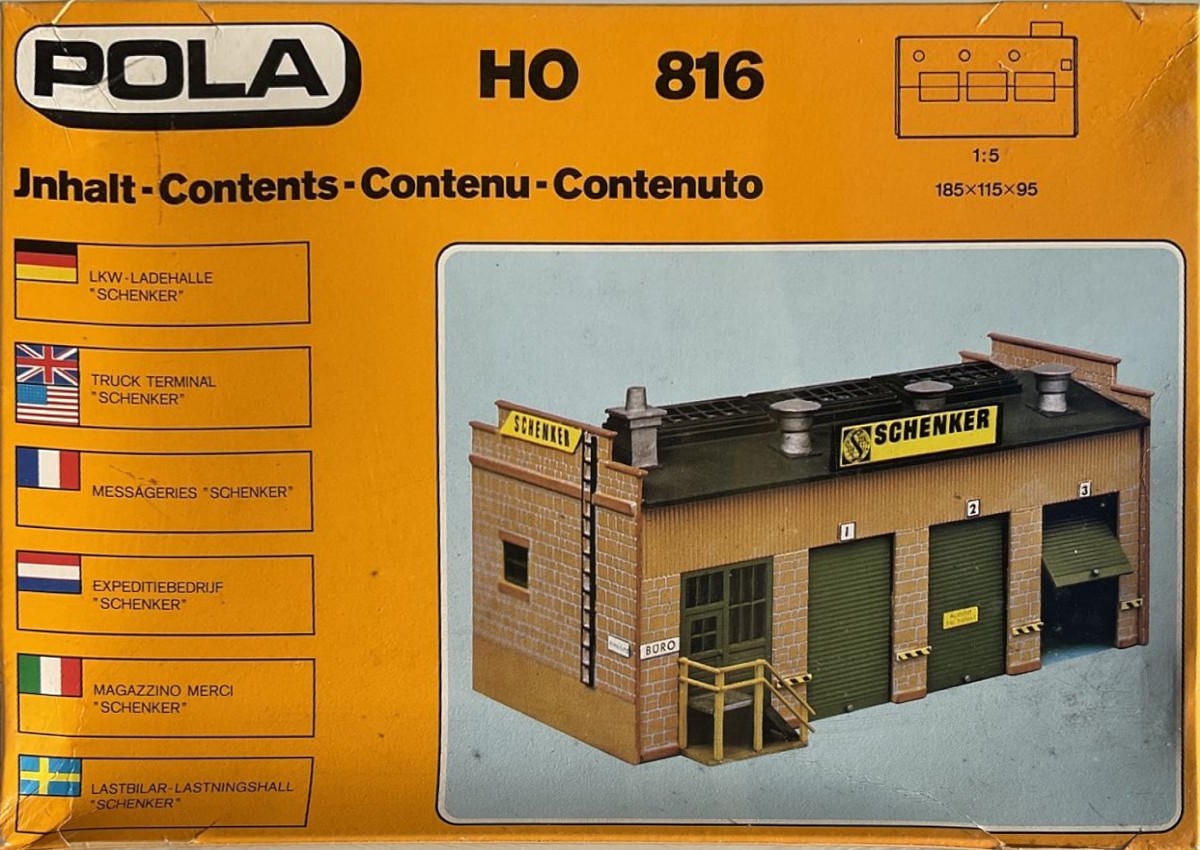 POLA
HO 816
1:5
185×115×95
Jnhalt - Contents - Contenu - Contenuto
LKW-LADEHALLE
"SCHENKER"
TRUCK TERMINAL
"SCHENKER"
MESSAGERIES "SCHENKER"
EXPEDITIEBEDRIJF
"SCHENKER"
MAGAZZINO MERCI
"SCHENKER"
LASTBILAR-LASTNINGSHALL
"SCHENKER"
SCHENKER
SCHENKER
1
2
3
BÜRO